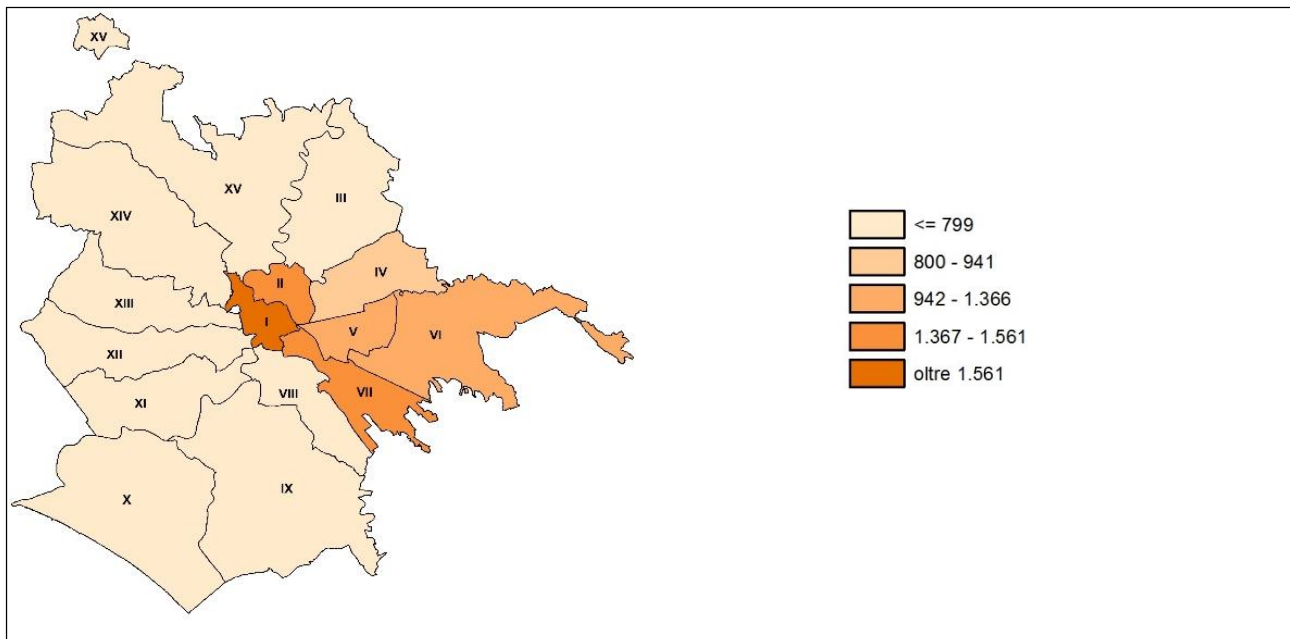 XV
XV
III
XIV
IV
II
XIII
I
V
VI
XII
VII
VIII
XI
IX
X
<= 799
800 - 941
942 - 1.366
1.367 - 1.561
oltre 1.561